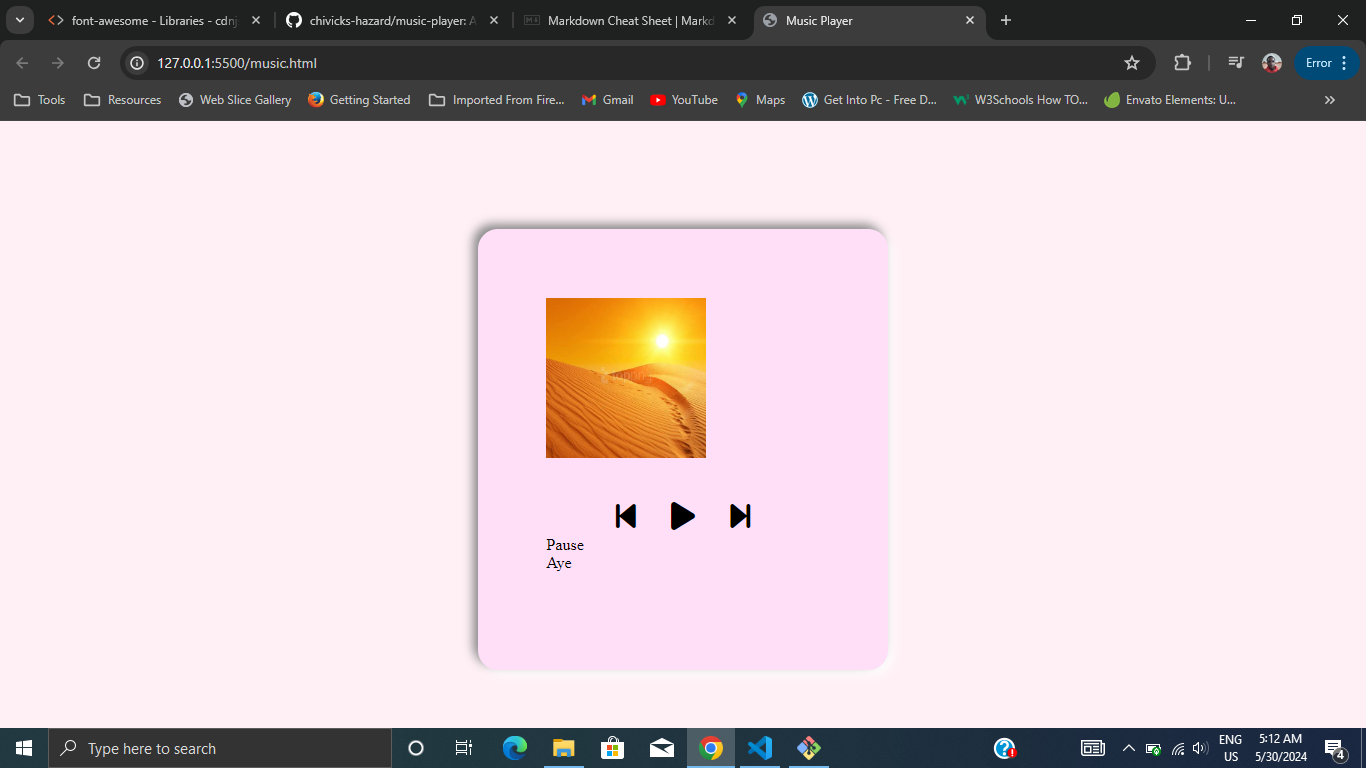 font-awesome - Libraries - cdnj
chivicks-hazard/music-player: A
Markdown Cheat Sheet | Markd
Music Player
127.0.0.1:5500/music.html
Error
Tools
Resources
Web Slice Gallery
Getting Started
Imported From Fire...
Gmail
YouTube
Maps
Get Into Pc - Free D...
W3Schools How TO...
Envato Elements: U...
Pause
Aye
Type here to search
ENG
US
5:12 AM
5/30/2024
4